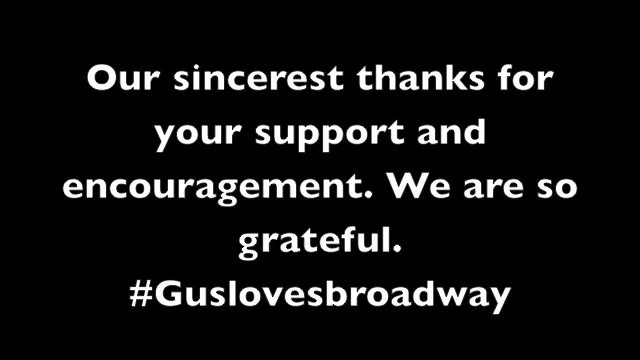 Our sincerest thanks for
your support and
encouragement. We are so
grateful.
#Guslovesbroadway